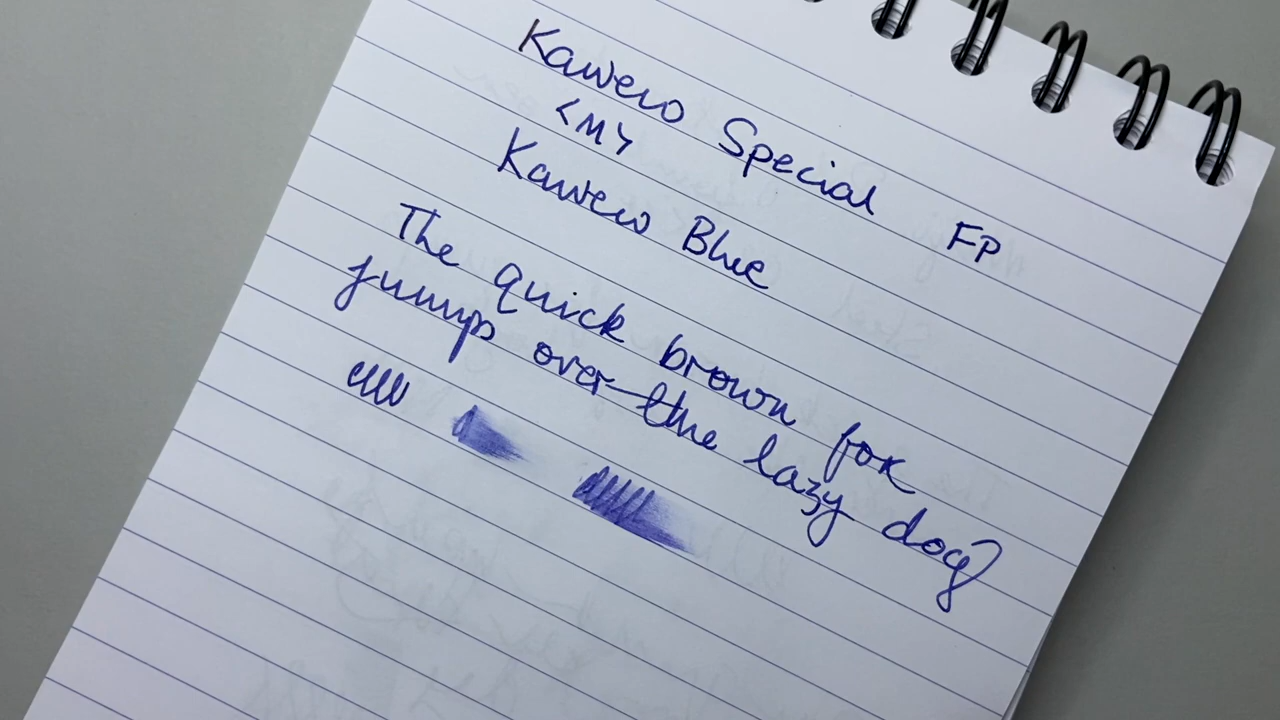 Kaweco Special FP
<M>
Kaweco Blue
The quick brown fox
jumps over the lazy dog